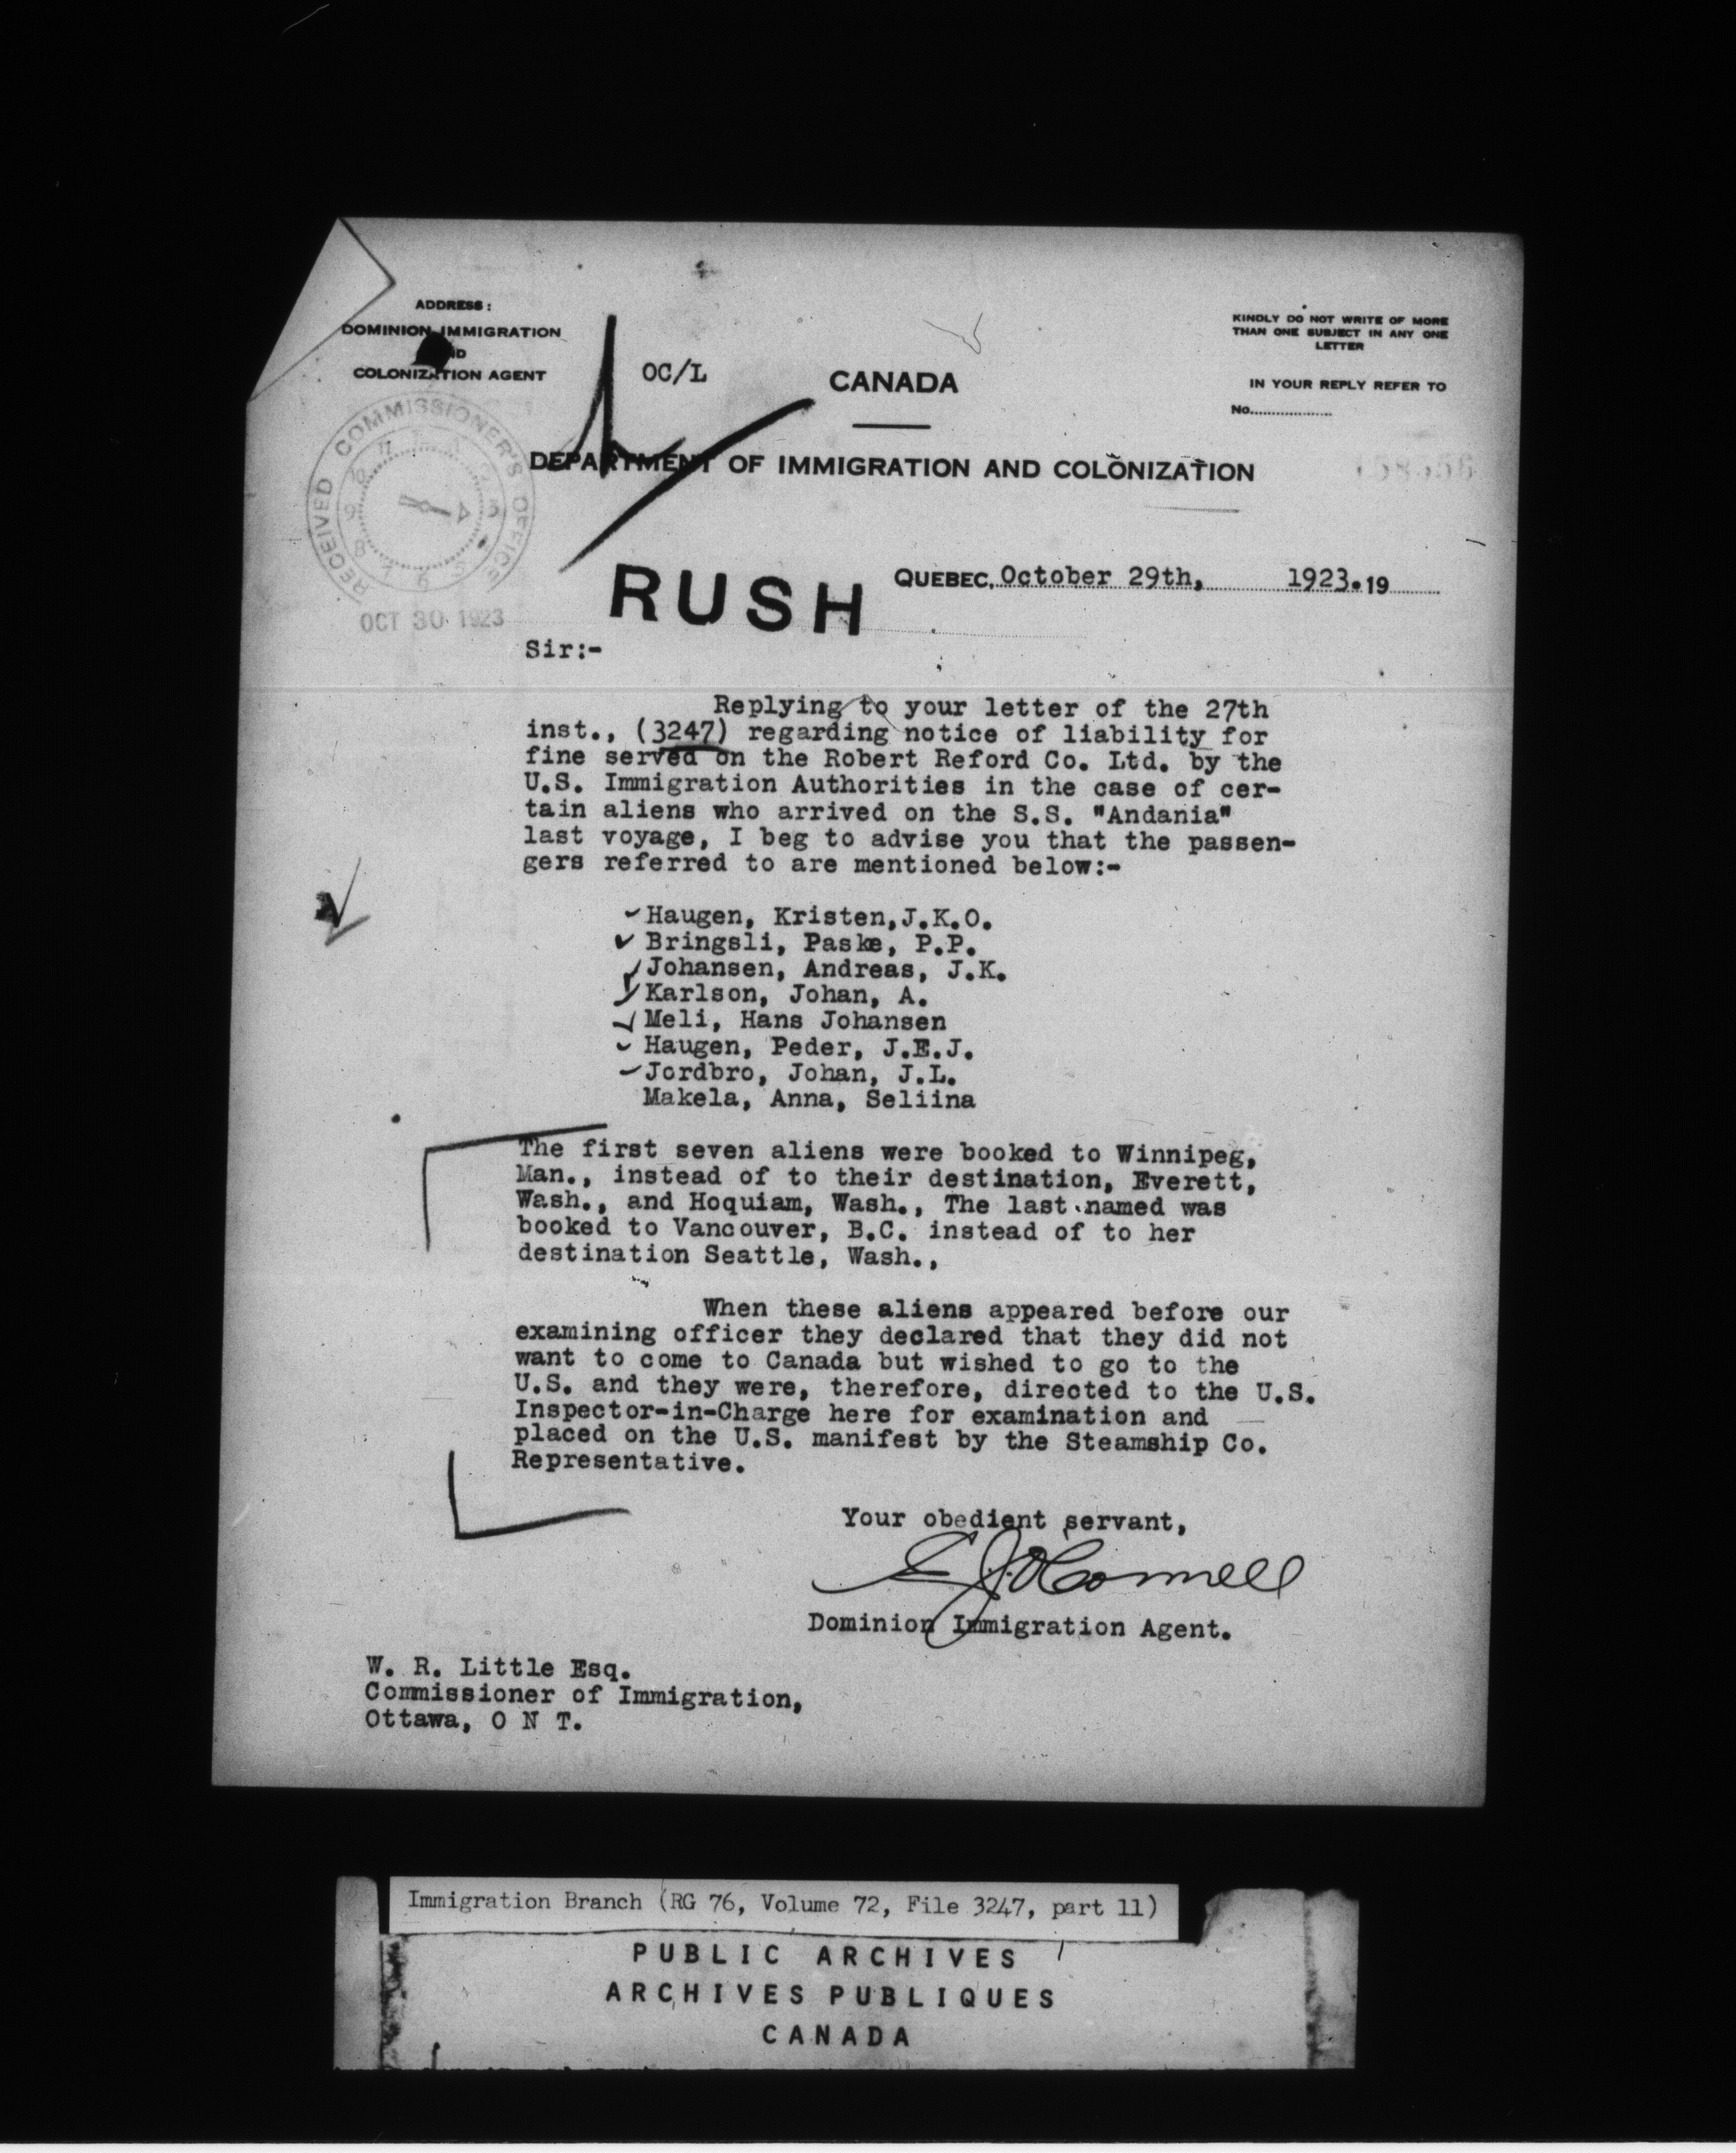 ADDRESS:
DOMINION IMMIGRATION
COLONIZATION AGENT
OC/L
CANADA
KINDLY DO NOT WRITE OF MORE
THAN ONE SUBJECT IN ANY ONE
LETTER
IN YOUR REPLY REFER TO
No..................
DEPARTMENT OF IMMIGRATION AND COLONIZATION
RECEIVED COMMISSIONER'S OFFICE
OCT 30 1923
RUSH
QUEBEC, October 29th, 1923.19
Sir:-
Replying to your letter of the 27th
inst., (3247) regarding notice of liability for
fine served on the Robert Reford Co. Ltd. by the
U.S. Immigration Authorities in the case of cer-
tain aliens who arrived on the S.S. "Andania"
last voyage, I beg to advise you that the passen-
gers referred to are mentioned below:-
Haugen, Kristen,J.K.O.
Bringsli, Paske, P.P.
Johansen, Andreas, J.K.
Karlson, Johan, A.
Meli, Hans Johansen
Haugen, Peder, J.E.J.
Jordbro, Johan, J.L.
Makela, Anna, Seliina
The first seven aliens were booked to Winnipeg,
Man., instead of to their destination, Everett,
Wash., and Hoquiam, Wash., The last named was
booked to Vancouver, B.C. instead of to her
destination Seattle, Wash.,
When these aliens appeared before our
examining officer they declared that they did not
want to come to Canada but wished to go to the
U.S. and they were, therefore, directed to the U.S.
Inspector-in-Charge here for examination and
placed on the U.S. manifest by the Steamship Co.
Representative.
Your obedient servant,
E J. O'Connell
Dominion Immigration Agent.
W. R. Little Esq.
Commissioner of Immigration,
Ottawa, O N T.
Immigration Branch (RG 76, Volume 72, File 3247, part 11)
PUBLIC ARCHIVES
ARCHIVES PUBLIQUES
CANADA